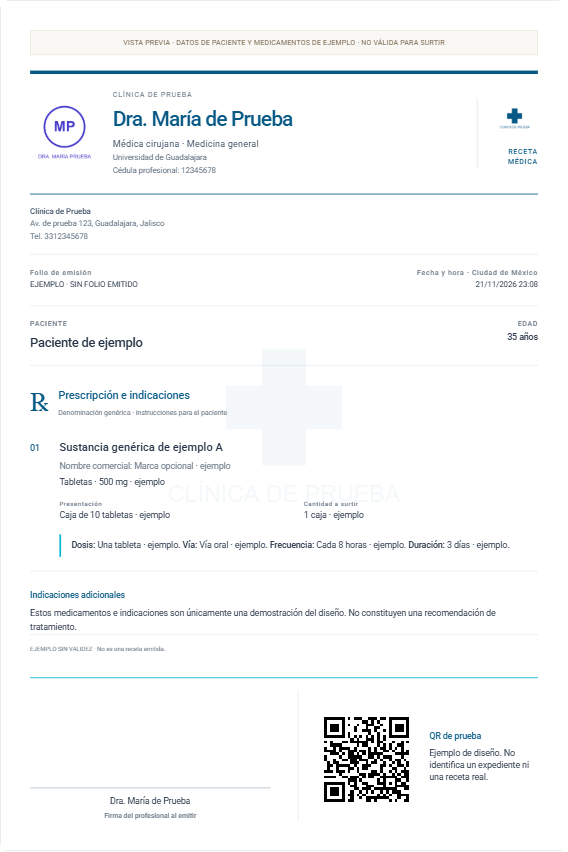 VISTA PREVIA · DATOS DE PACIENTE Y MEDICAMENTOS DE EJEMPLO · NO VÁLIDA PARA SURTIR
MP
DRA. MARÍA PRUEBA
CLÍNICA DE PRUEBA
Dra. María de Prueba
Médica cirujana · Medicina general
Universidad de Guadalajara
Cédula profesional: 12345678
CLÍNICA DE PRUEBA
RECETA
MÉDICA
Clínica de Prueba
Av. de prueba 123, Guadalajara, Jalisco
Tel. 3312345678
Folio de emisión
EJEMPLO · SIN FOLIO EMITIDO
Fecha y hora · Ciudad de México
21/11/2026 23:08
PACIENTE
Paciente de ejemplo
EDAD
35 años
℞
Prescripción e indicaciones
Denominación genérica · instrucciones para el paciente
01
Sustancia genérica de ejemplo A
Nombre comercial: Marca opcional · ejemplo
Tabletas · 500 mg · ejemplo
CLÍNICA DE PRUEBA
Presentación
Caja de 10 tabletas · ejemplo
Cantidad a surtir
1 caja · ejemplo
Dosis: Una tableta · ejemplo. Vía: Vía oral · ejemplo. Frecuencia: Cada 8 horas · ejemplo. Duración: 3 días · ejemplo.
Indicaciones adicionales
Estos medicamentos e indicaciones son únicamente una demostración del diseño. No constituyen una recomendación de
tratamiento.
EJEMPLO SIN VALIDEZ · No es una receta emitida.
Dra. María de Prueba
Firma del profesional al emitir
QR de prueba
Ejemplo de diseño. No
identifica un expediente ni
una receta real.